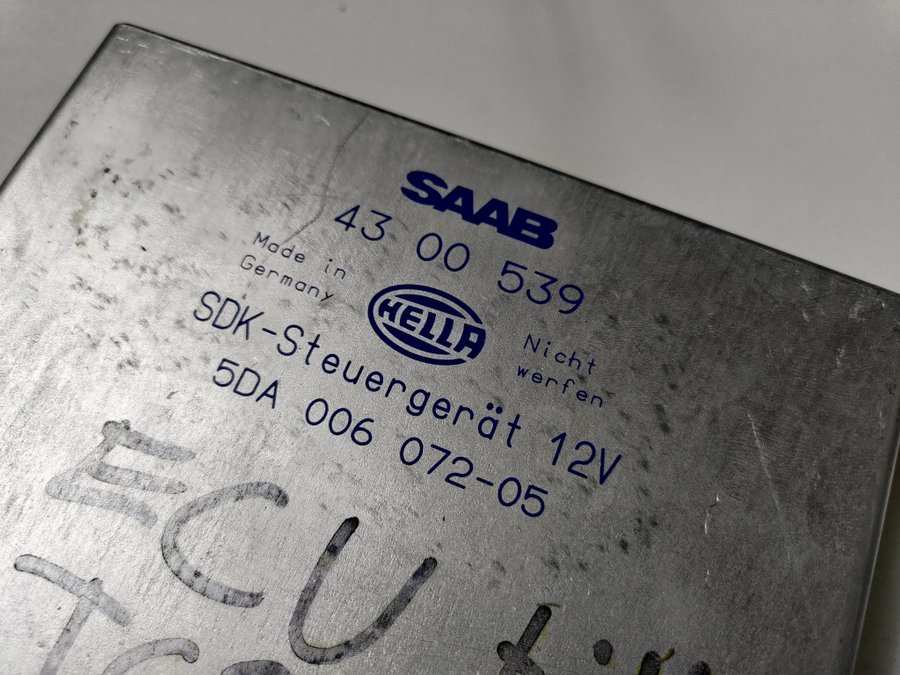 SAAB
43 00 539
Made in
Germany
HELLA
Nicht
werfen
SDK-Steuergerät 12V
5DA 006 072-05
ECU